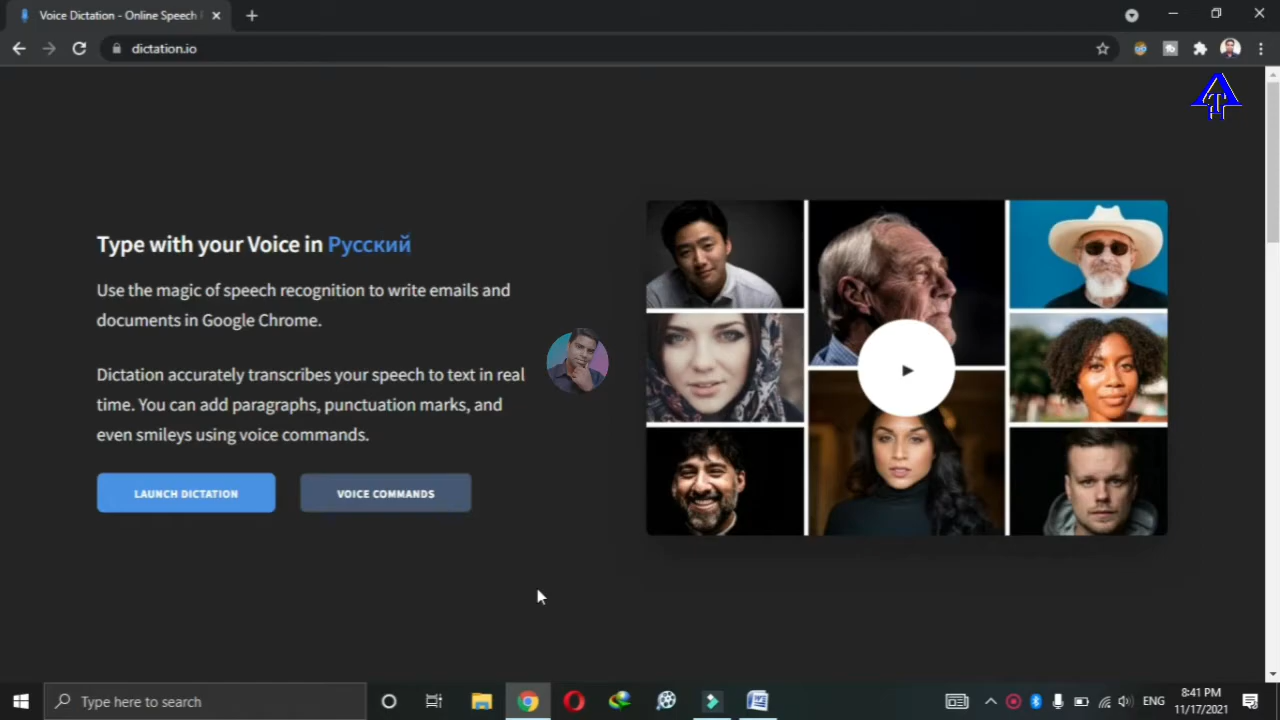 Voice Dictation - Online Speech
dictation.io
T
Type with your Voice in Русский
Use the magic of speech recognition to write emails and
documents in Google Chrome.
Dictation accurately transcribes your speech to text in real
time. You can add paragraphs, punctuation marks, and
even smileys using voice commands.
LAUNCH DICTATION
VOICE COMMANDS
Type here to search
ENG
8:41 PM
11/17/2021